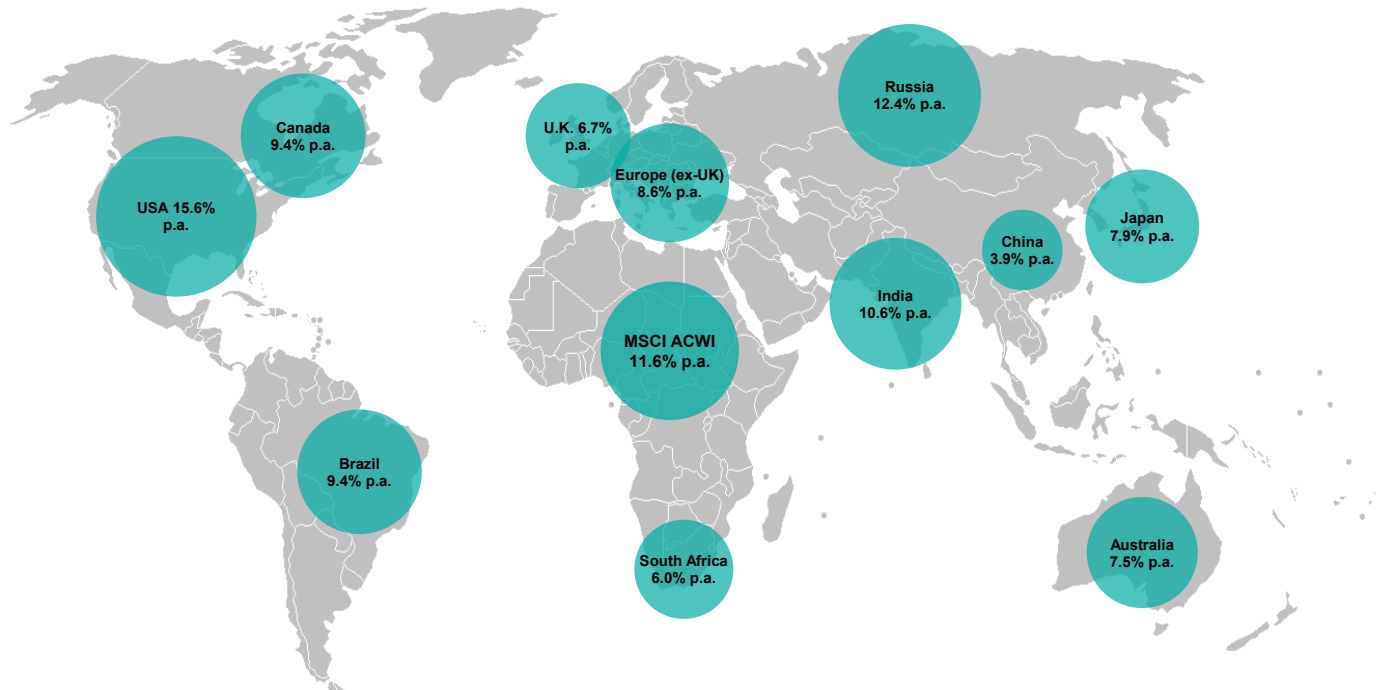 Russia
12.4% p.a.
Canada
9.4% p.a.
U.K. 6.7%
p.a.
Europe (ex-UK)
8.6% p.a.
USA 15.6%
p.a.
Japan
7.9% p.a.
China
3.9% p.a.
India
10.6% p.a.
MSCI ACWI
11.6% p.a.
Brazil
9.4% p.a.
South Africa
6.0% p.a.
Australia
7.5% p.a.